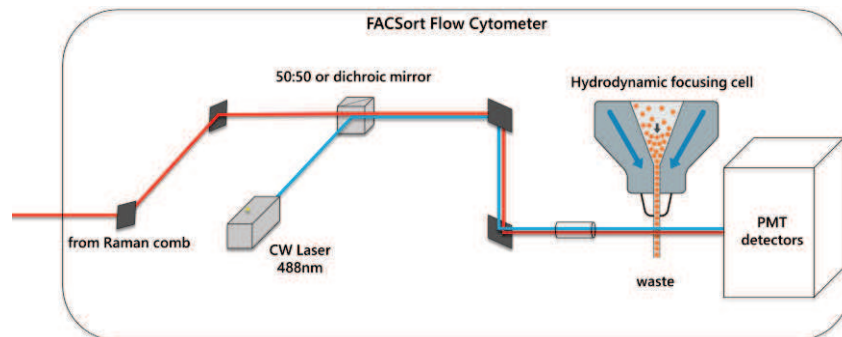 FACSort Flow Cytometer
50:50 or dichroic mirror
Hydrodynamic focusing cell
from Raman comb
CW Laser
488nm
PMT
detectors
waste